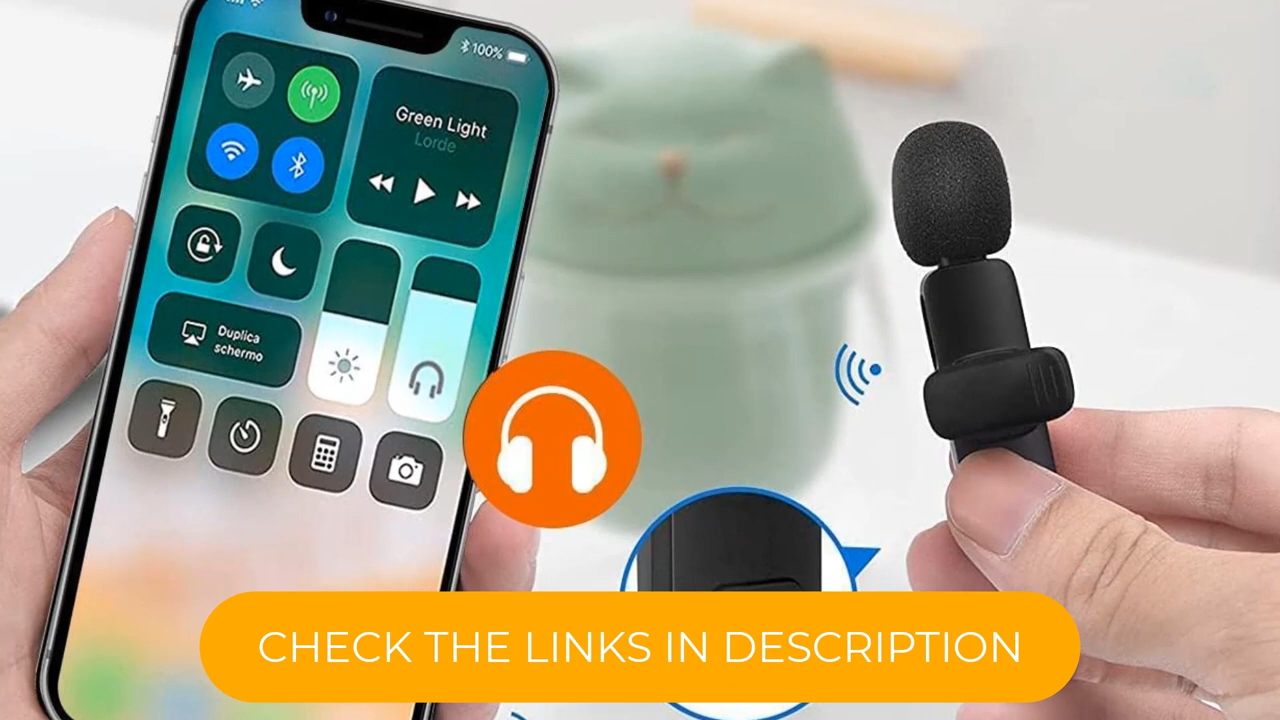 100%
Green Light
Lorde
Duplica
schermo
CHECK THE LINKS IN DESCRIPTION